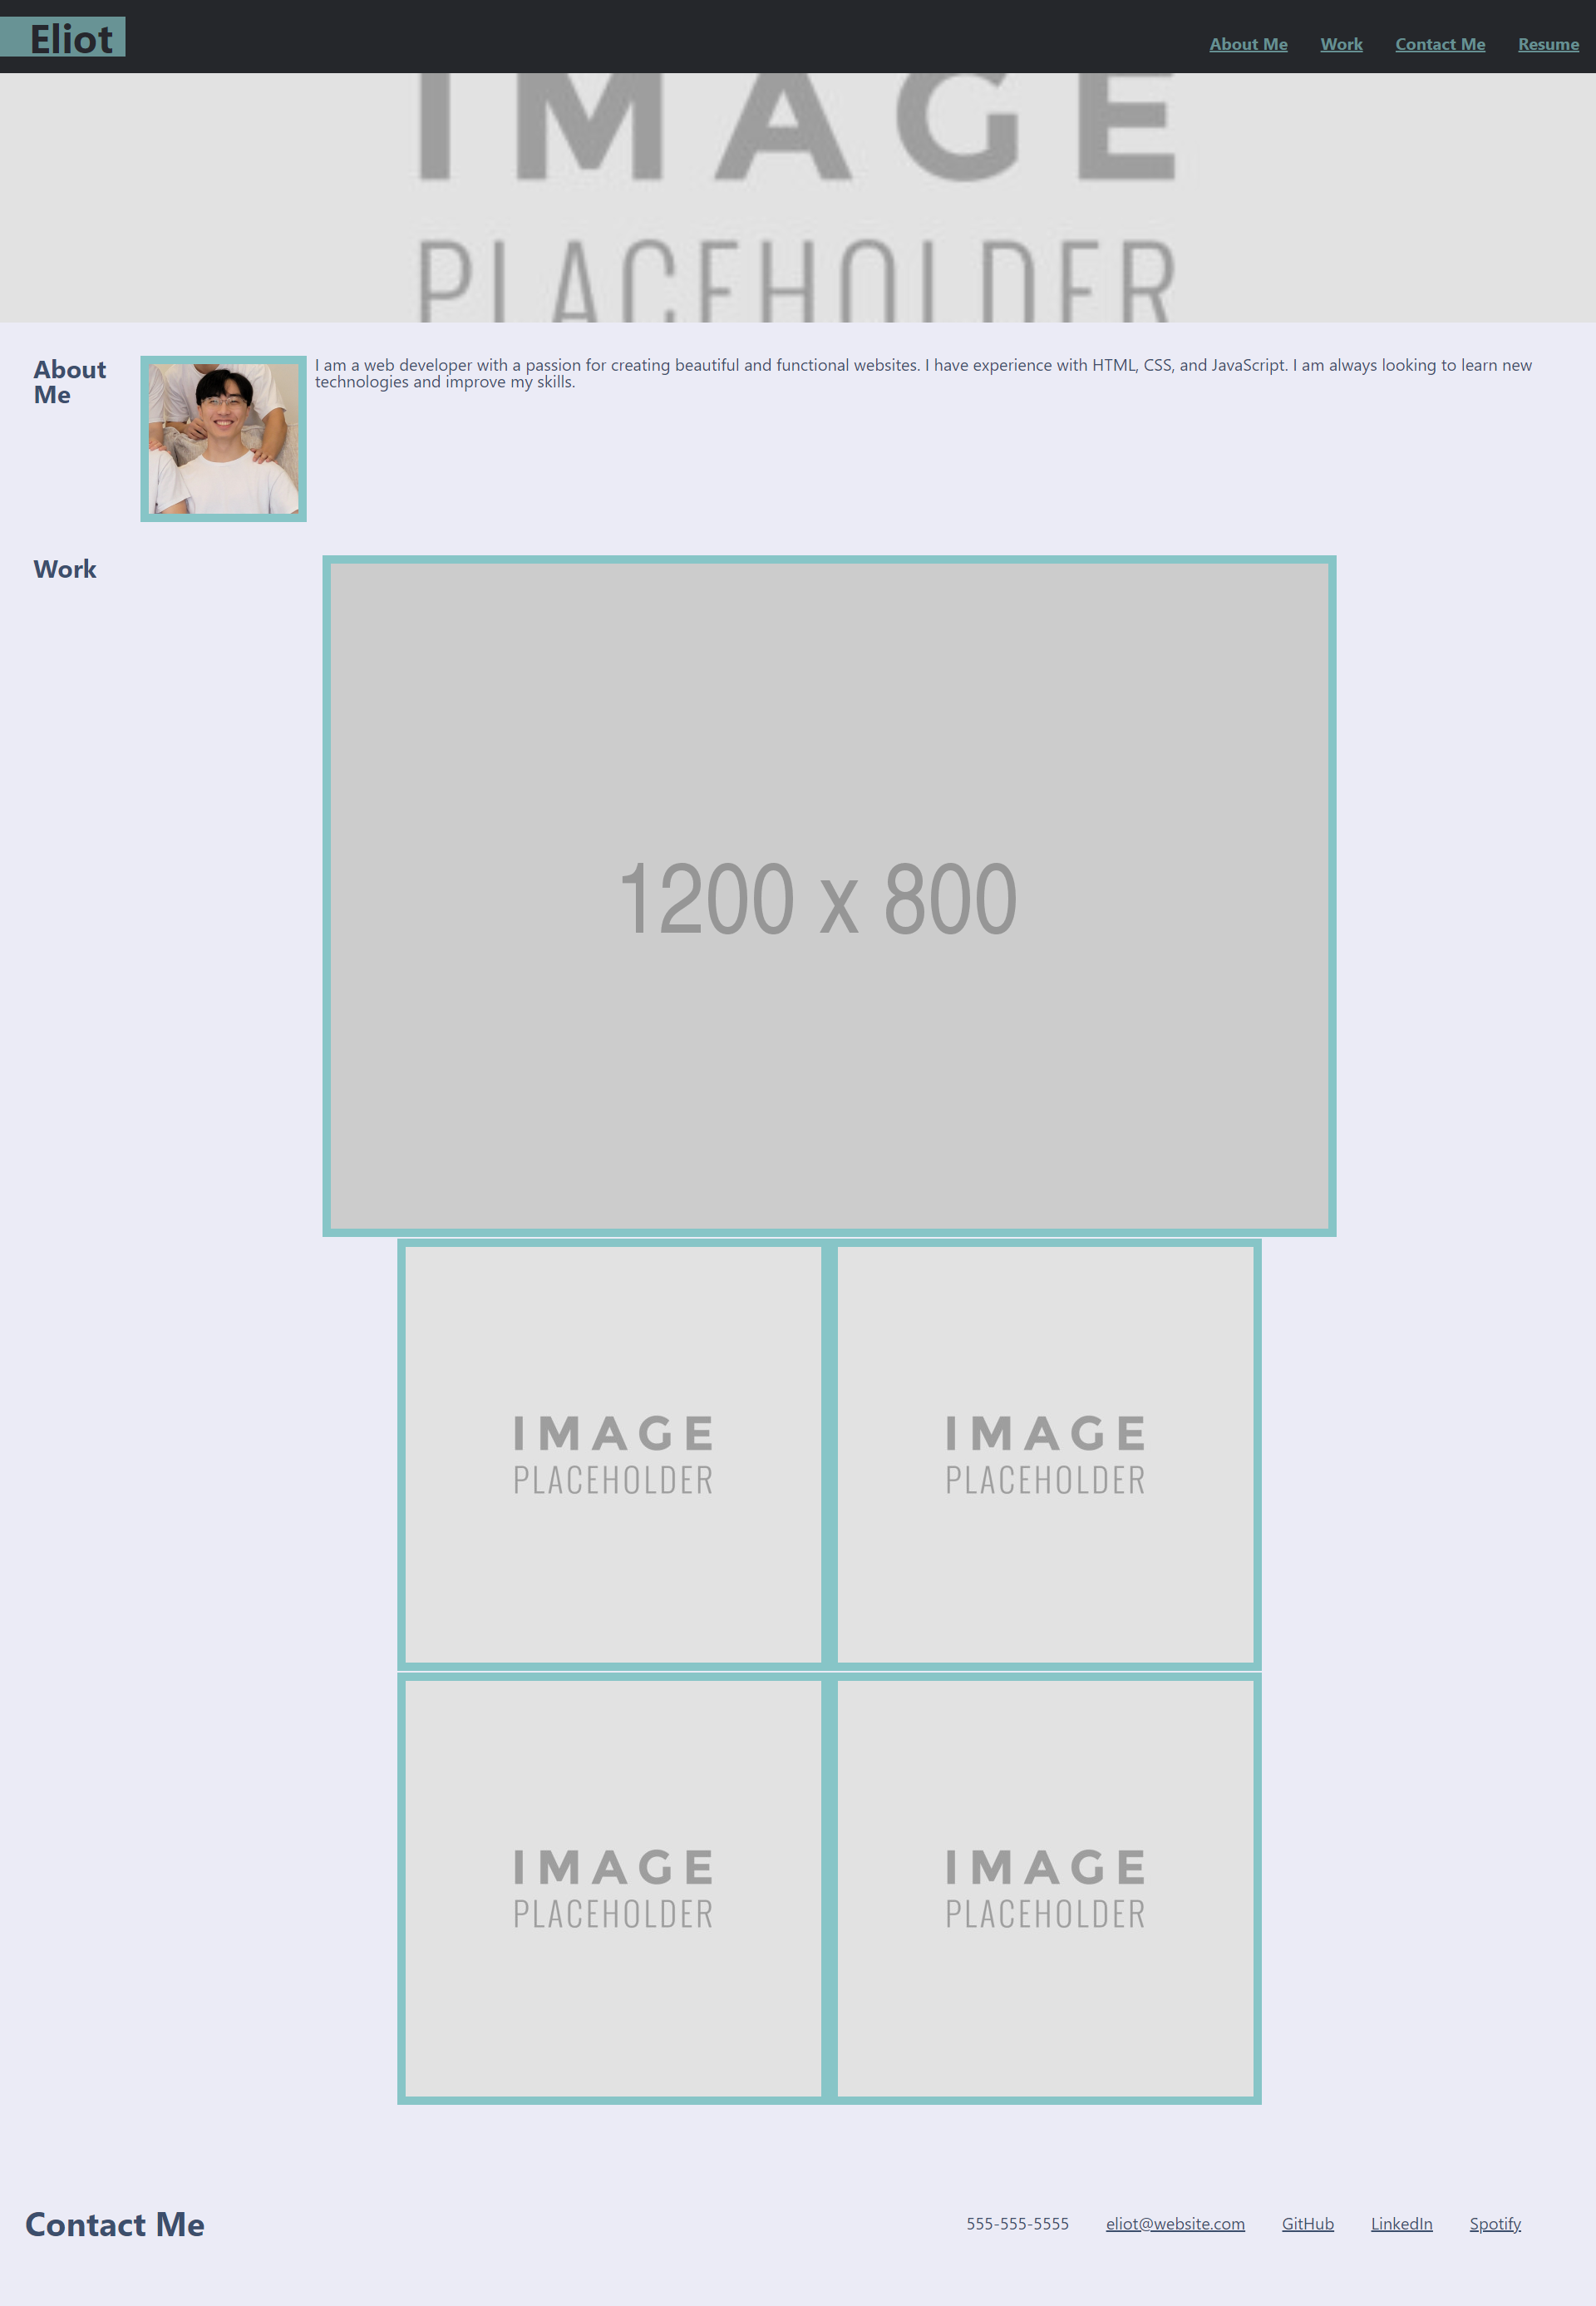 Eliot
About Me Work Contact Me Resume
IMAGE
PLACEHOLDER
About
Me
I am a web developer with a passion for creating beautiful and functional websites. I have experience with HTML, CSS, and JavaScript. I am always looking to learn new
technologies and improve my skills.
Work
1200 x 800
IMAGE
PLACEHOLDER
IMAGE
PLACEHOLDER
IMAGE
PLACEHOLDER
IMAGE
PLACEHOLDER
Contact Me
555-555-5555 eliot@website.com GitHub LinkedIn Spotify